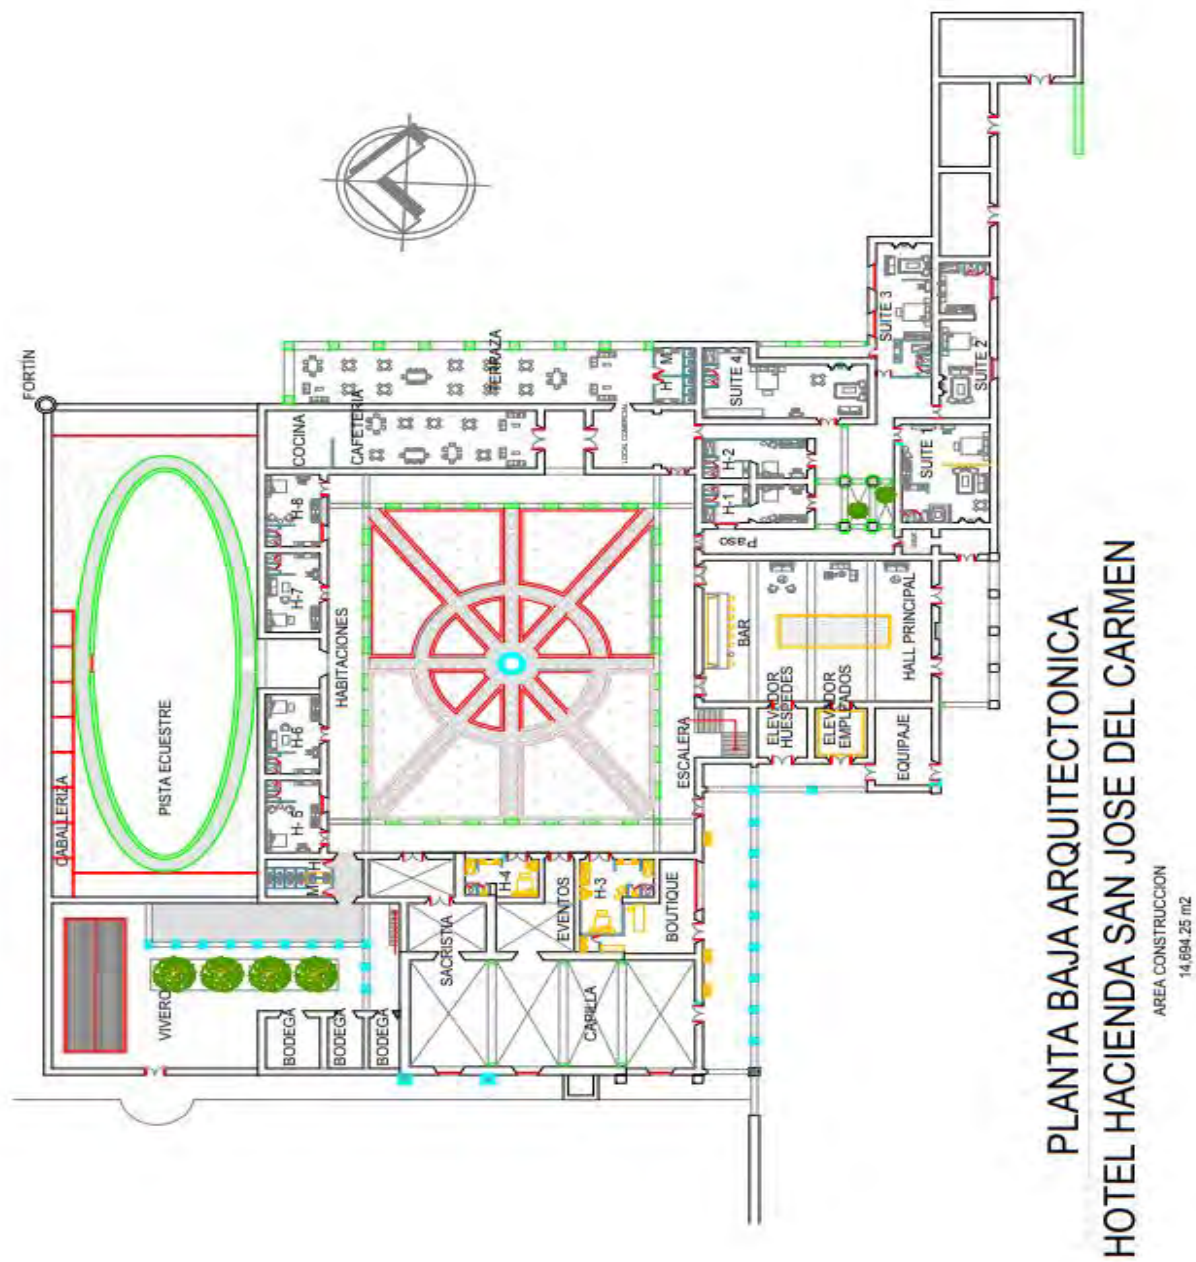 FORTÍN
CABALLERIZA
PISTA ECUESTRE
VIVERO
BODEGA
BODEGA
BODEGA
M
H
H- 5
H-6
H-7
H-8
HABITACIONES
COCINA
CAFETERIA
TERRAZA
LOCAL COMERCIAL
H
M
SACRISTIA
H-4
EVENTOS
H-3
BOUTIQUE
CAPILLA
ESCALERA
ELEVADOR
HUESPEDES
ELEVADOR
EMPLEADOS
EQUIPAJE
BAR
HALL PRINCIPAL
Paso
H-1
H-2
SUITE 4
SUITE 3
SUITE 2
SUITE 1
PLANTA BAJA ARQUITECTONICA
HOTEL HACIENDA SAN JOSE DEL CARMEN
AREA CONSTRUCCION
14,694.25 m2